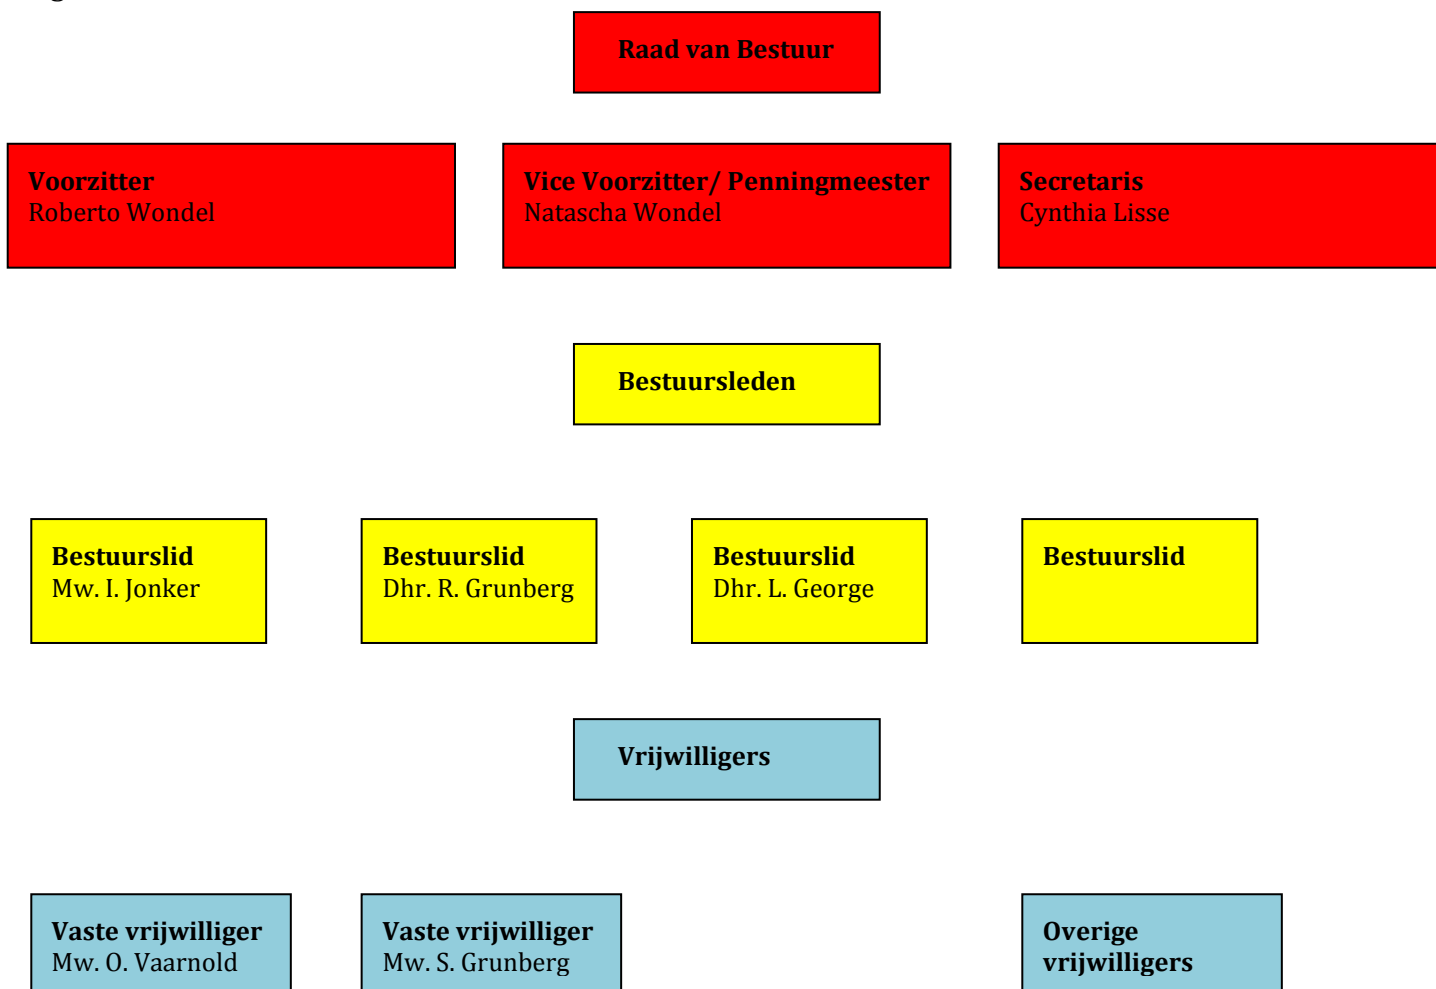 Raad van Bestuur
Voorzitter
Roberto Wondel
Vice Voorzitter/ Penningmeester
Natascha Wondel
Secretaris
Cynthia Lisse
Bestuursleden
Bestuurslid
Mw. I. Jonker
Bestuurslid
Dhr. R. Grunberg
Bestuurslid
Dhr. L. George
Bestuurslid
Vrijwilligers
Vaste vrijwilliger
Mw. O. Vaarnold
Vaste vrijwilliger
Mw. S. Grunberg
Overige
vrijwilligers